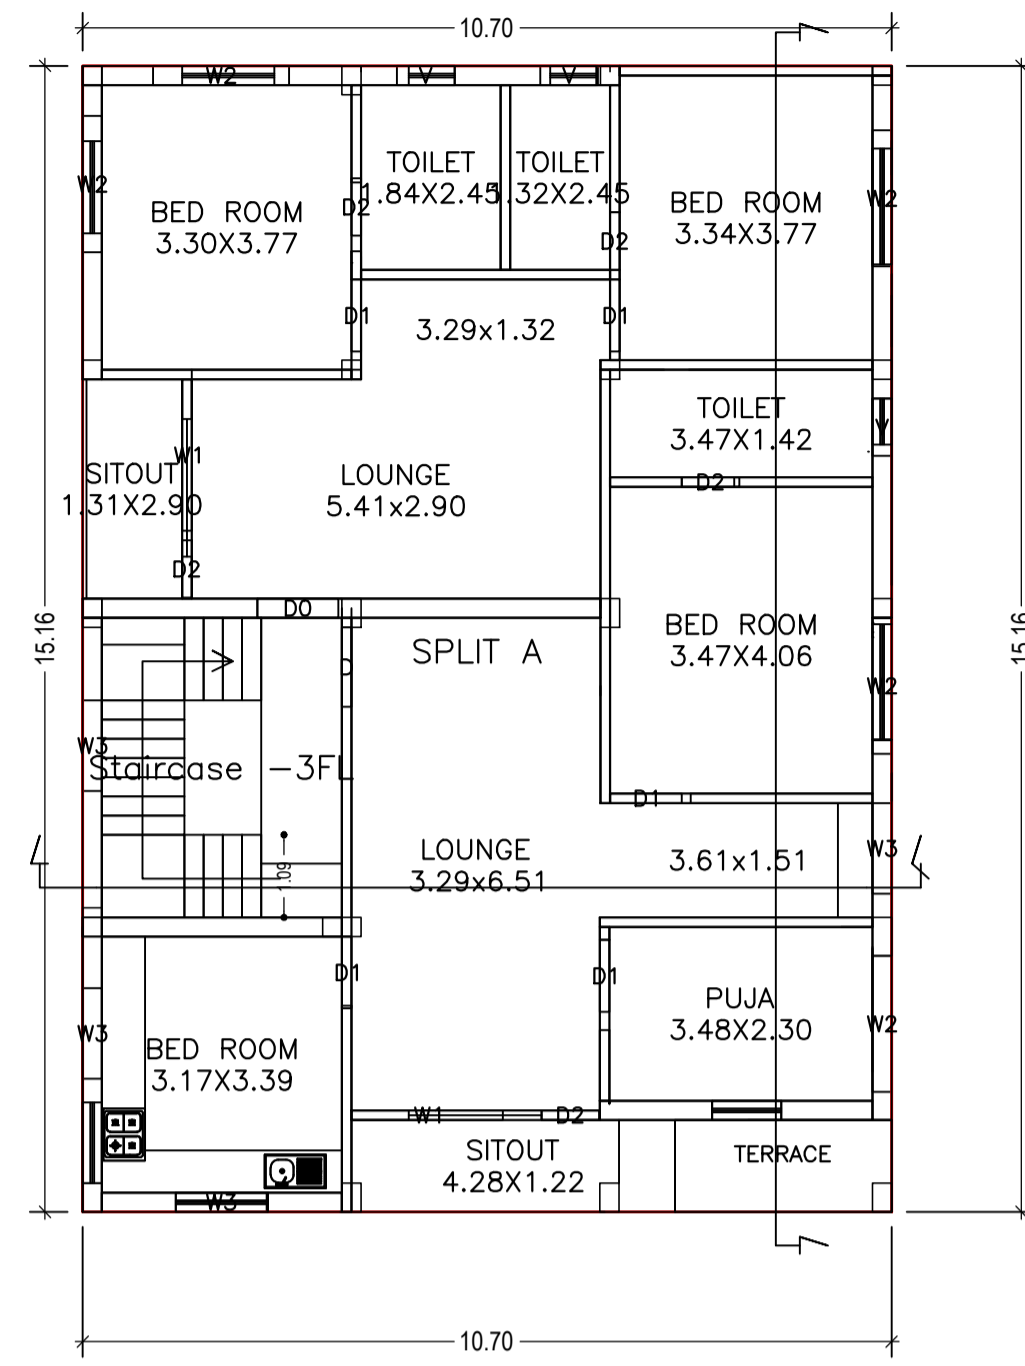 10.70
W2
V
V
TOILET
1.84X2.45
TOILET
1.32X2.45
W2
D2
BED ROOM
3.30X3.77
BED ROOM
3.34X3.77
W2
D2
D1
3.29x1.32
D1
TOILET
3.47X1.42
V
W1
SITOUT
1.31X2.90
LOUNGE
5.41x2.90
D2
D2
D0
15.16
15.16
SPLIT A
BED ROOM
3.47X4.06
D
W2
W3
Staircase -3FL
D1
LOUNGE
3.29x6.51
3.61x1.51
W3
1.09
D1
D1
PUJA
3.48X2.30
W2
W3
BED ROOM
3.17X3.39
W1
D2
SITOUT
4.28X1.22
TERRACE
W3
10.70